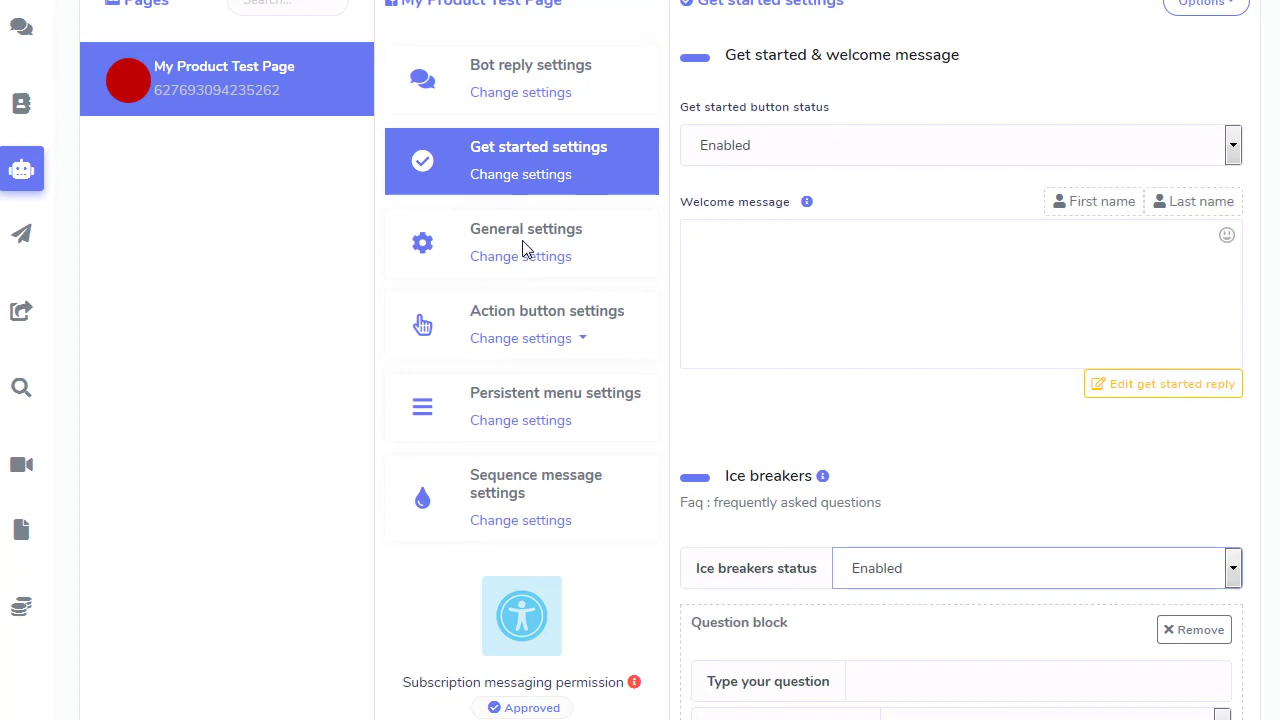 Pages
Search...
My Product Test Page
627693094235262
My Product Test Page
Bot reply settings
Change settings
Get started settings
Change settings
General settings
Change settings
Action button settings
Change settings
Persistent menu settings
Change settings
Sequence message
settings
Change settings
Subscription messaging permission
Approved
Get started settings
Options
Get started & welcome message
Get started button status
Enabled
Welcome message
First name
Last name
Edit get started reply
Ice breakers
Faq : frequently asked questions
Ice breakers status
Enabled
Question block
Remove
Type your question